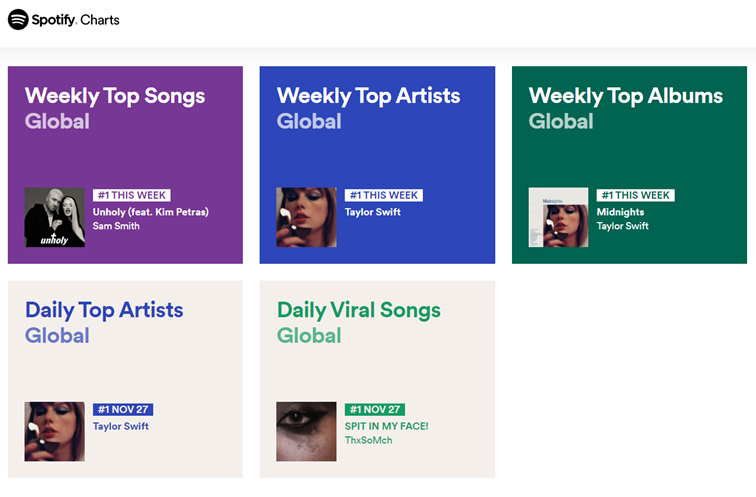 Spotify. Charts
Weekly Top Songs
Global
#1 THIS WEEK
Unholy (feat. Kim Petras)
Sam Smith
unholy
Weekly Top Artists
Global
#1 THIS WEEK
Taylor Swift
Weekly Top Albums
Global
Midnights
#1 THIS WEEK
Midnights
Taylor Swift
Daily Top Artists
Global
#1 NOV 27
Taylor Swift
Daily Viral Songs
Global
#1 NOV 27
SPIT IN MY FACE!
ThxSoMch